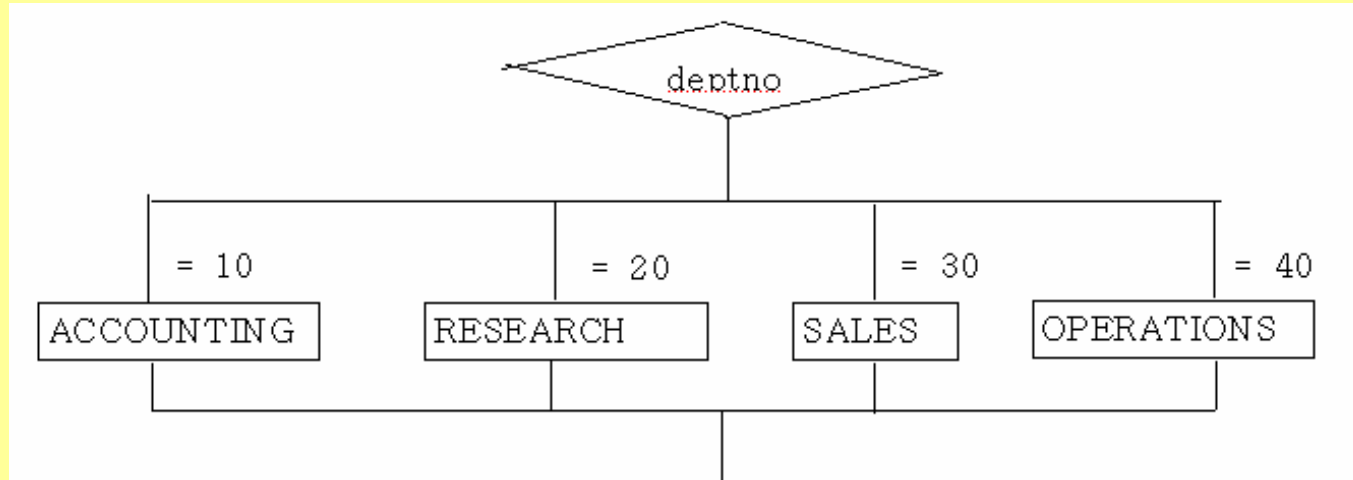 deptno
= 10
= 20
= 30
= 40
ACCOUNTING
RESEARCH
SALES
OPERATIONS